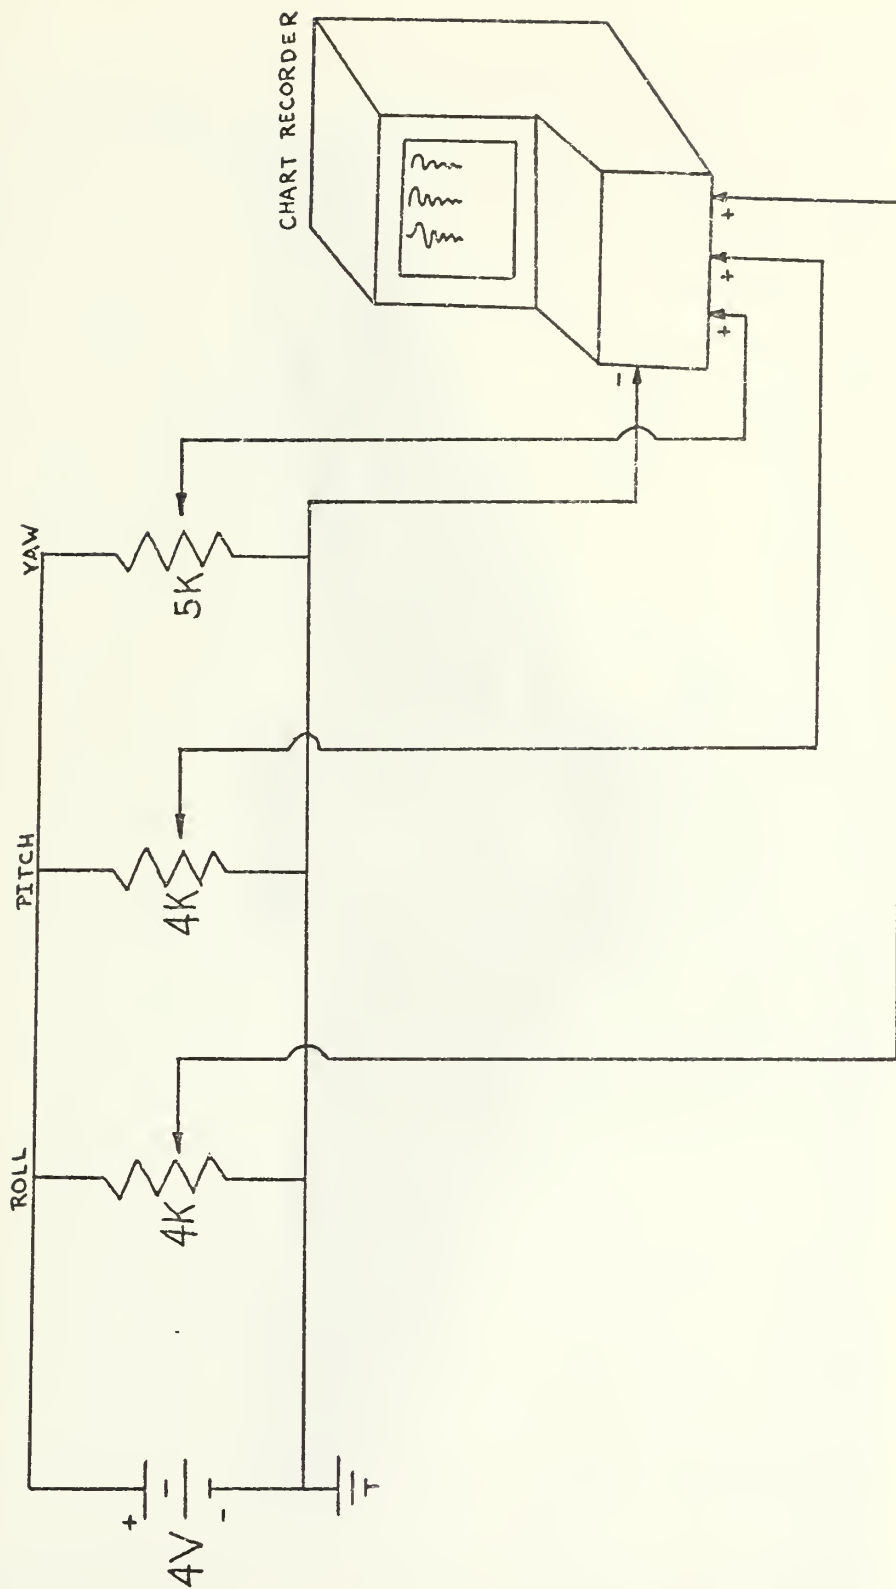 CHART RECORDER
YAW
PITCH
ROLL
5K
4K
4K
4V
+
-
-
+
+
+